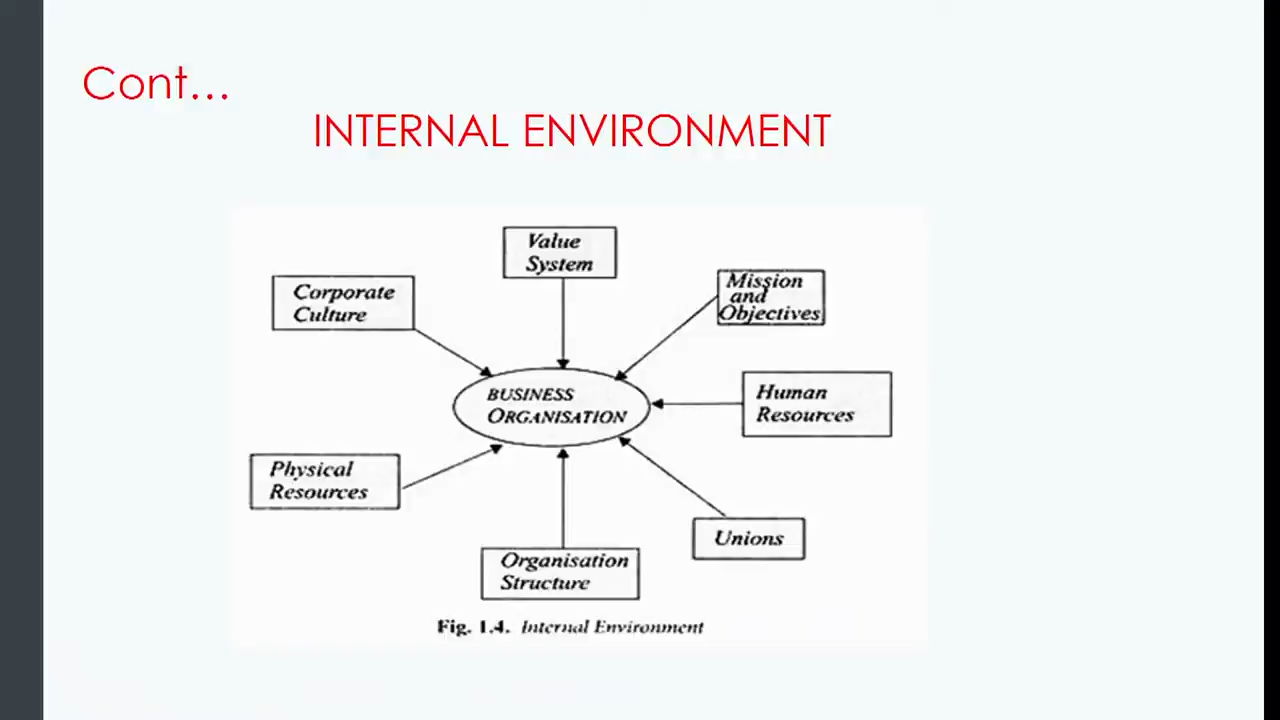 Cont...
INTERNAL ENVIRONMENT
Value
System
Corporate
Culture
Mission
and
Objectives
BUSINESS
ORGANISATION
Human
Resources
Physical
Resources
Unions
Organisation
Structure
Fig. 1.4. Internal Environment